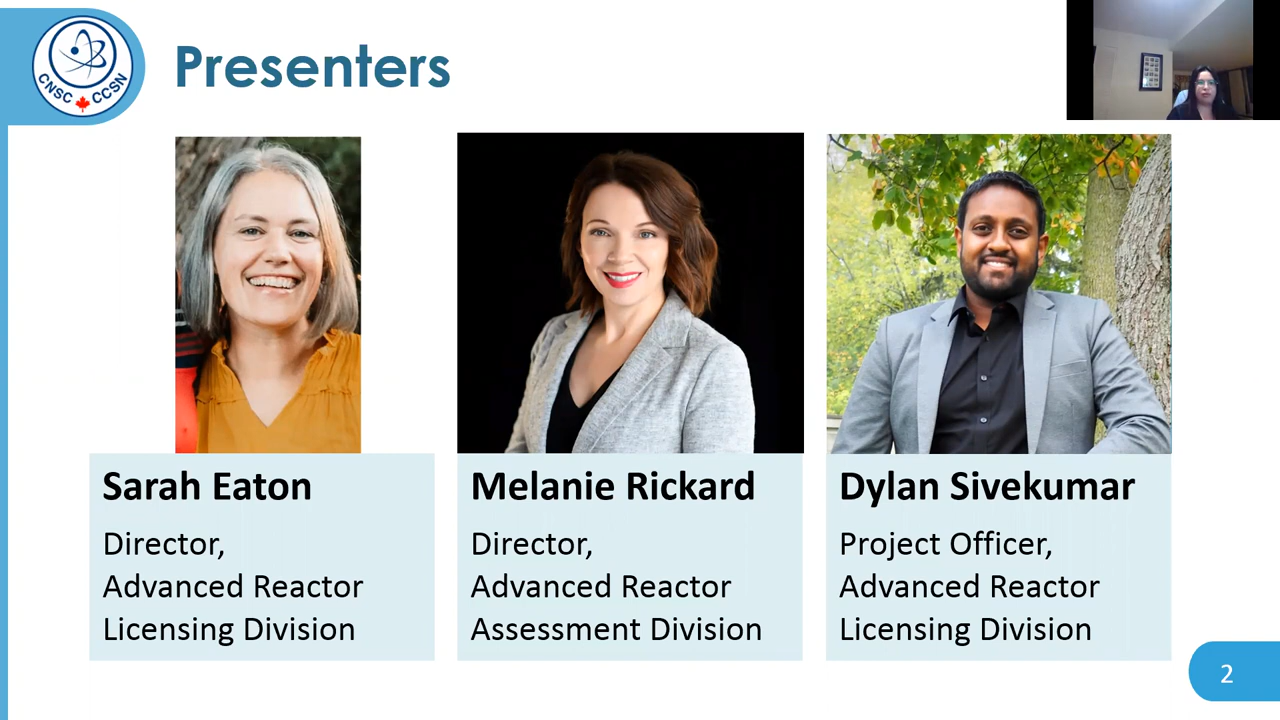 CNSC CCSN
Presenters
Sarah Eaton
Director,
Advanced Reactor
Licensing Division
Melanie Rickard
Director,
Advanced Reactor
Assessment Division
Dylan Sivekumar
Project Officer,
Advanced Reactor
Licensing Division
2